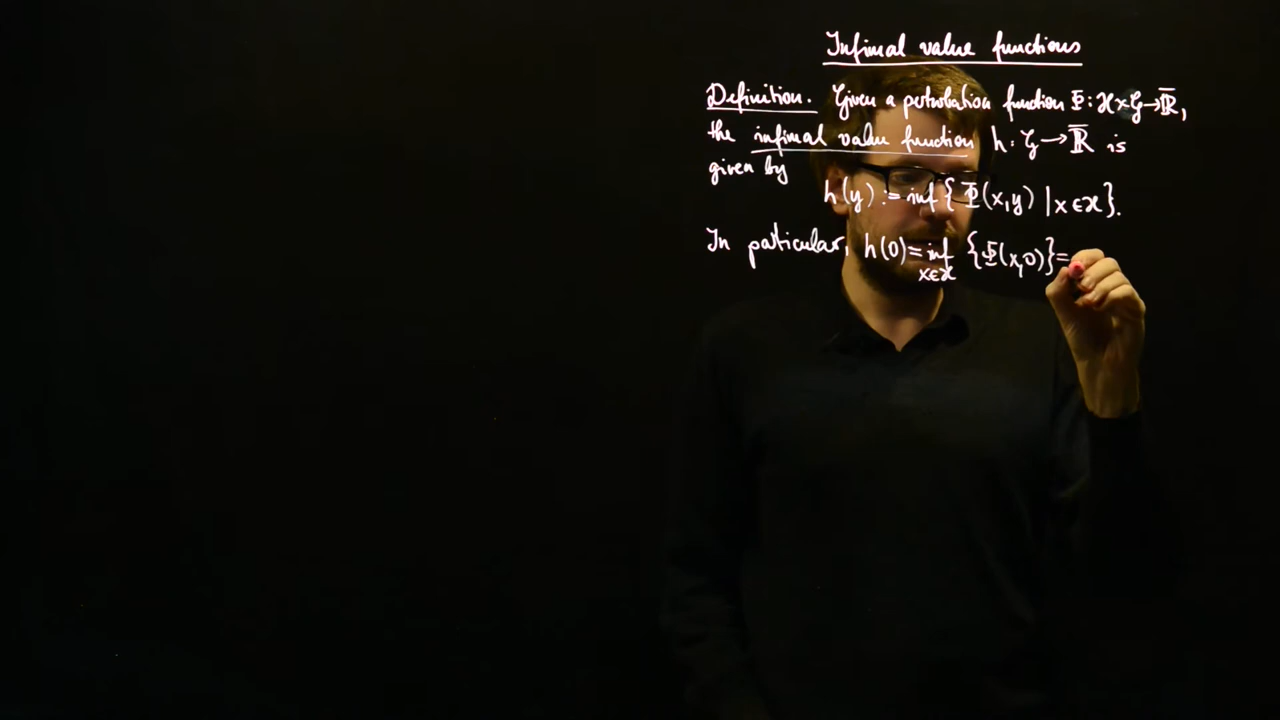 Infimal value functions
Definition. Given a perturbation function Φ: 𝓗 × 𝓖 → R̅,
the infimal value function h: 𝓖 → R̅ is
given by
h(y) := inf { Φ(x,y) | x ∈ 𝓗 }.
In particular, h(0) = inf {Φ(x,0)} =
x∈𝓗